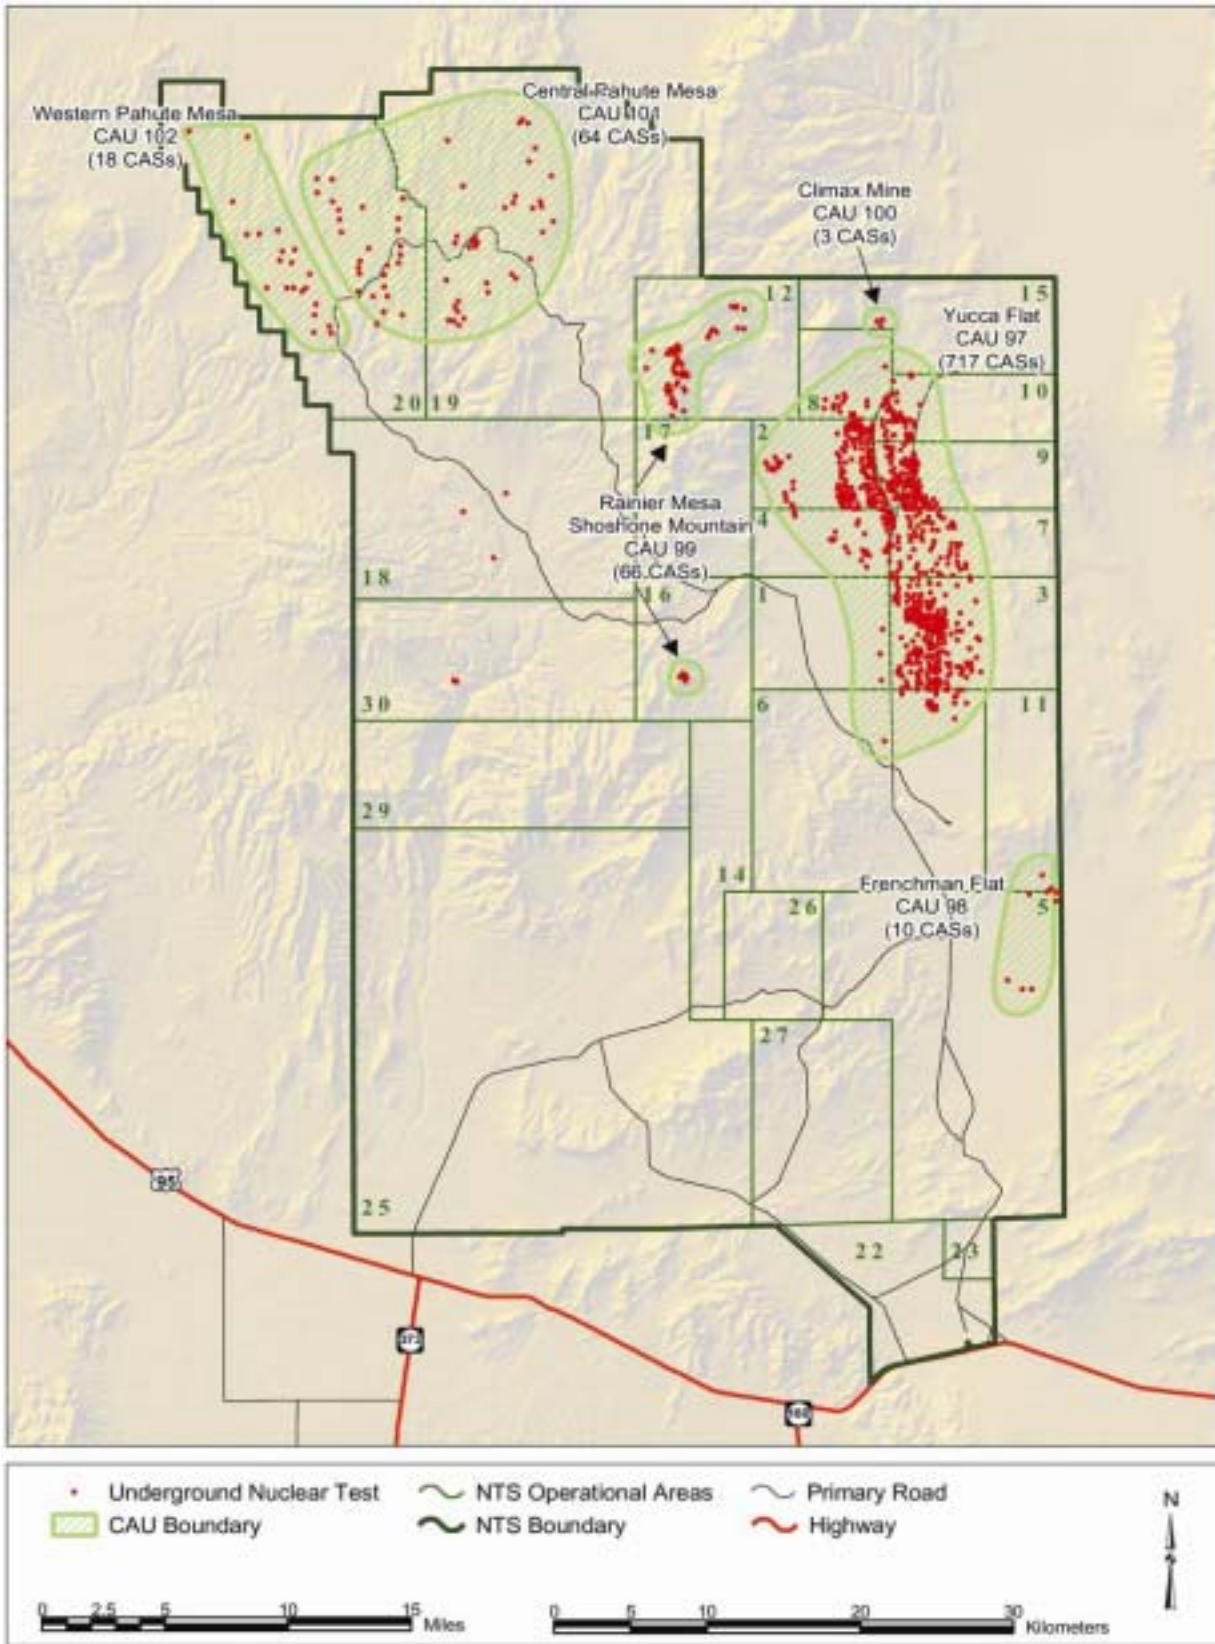 Western Pahute Mesa
CAU 102
(18 CASs)
Central Pahute Mesa
CAU 101
(64 CASs)
Climax Mine
CAU 100
(3 CASs)
12
15
Yucca Flat
CAU 97
(717 CASs)
10
20
19
8
17
2
9
Rainier Mesa
Shoshone Mountain
CAU 99
(66 CASs)
4
7
18
16
1
3
30
6
11
29
14
Frenchman Flat
CAU 98
(10 CASs)
26
5
27
95
25
22
23
373
160
Underground Nuclear Test
NTS Operational Areas
Primary Road
CAU Boundary
NTS Boundary
Highway
N
0 2.5 5 10 15
Miles
0 5 10 20 30
Kilometers